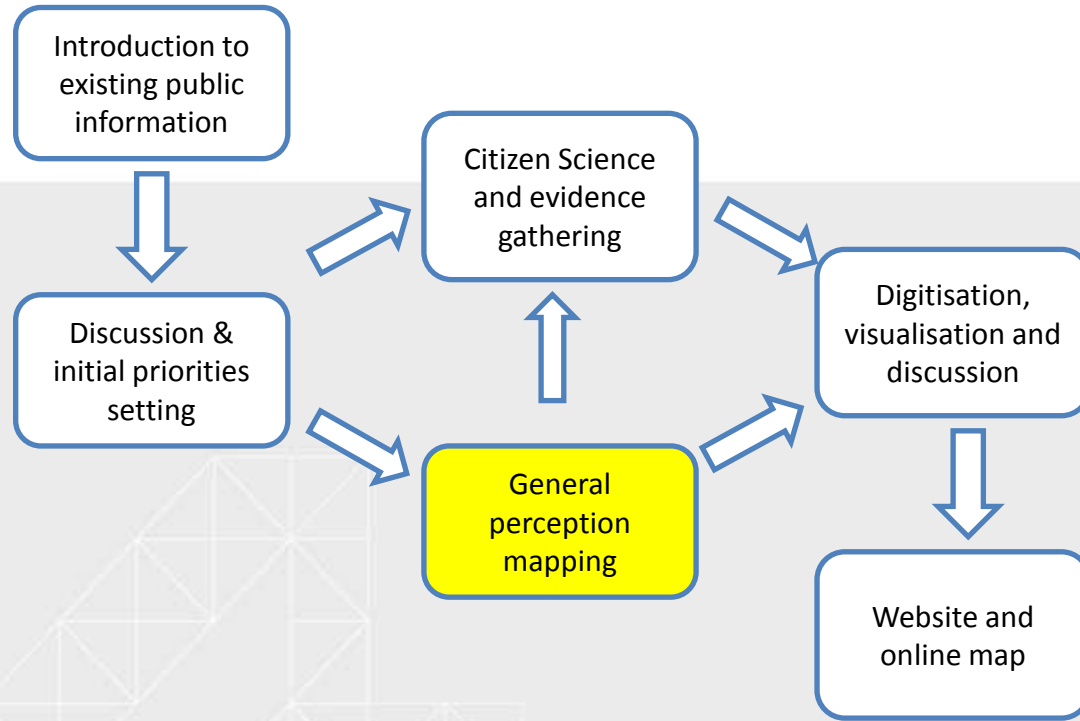 Introduction to
existing public
information
Discussion &
initial priorities
setting
Citizen Science
and evidence
gathering
General
perception
mapping
Digitisation,
visualisation and
discussion
Website and
online map